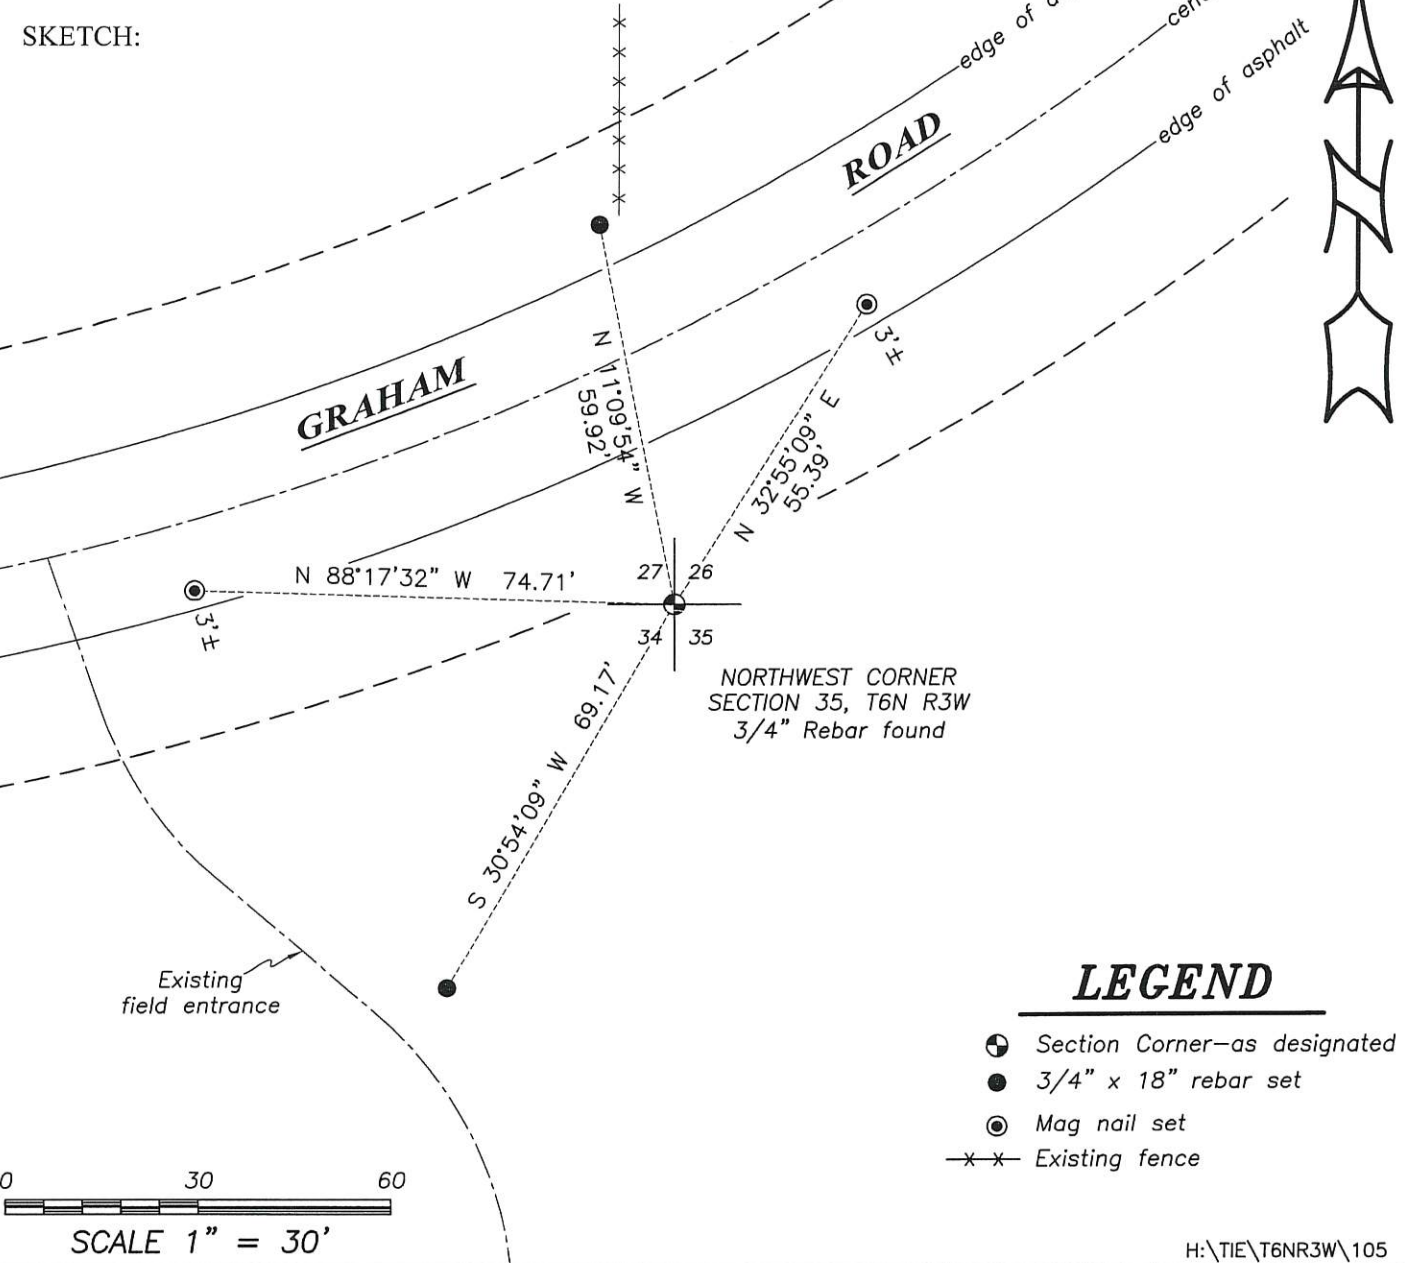 SKETCH:
edge of
edge of asphalt
ROAD
GRAHAM
N
3'±
N 11°09'54" W
59.92'
N 32°55'09" E
55.39'
N 88°17'32" W 74.71'
3'±
27 26
34 35
NORTHWEST CORNER
SECTION 35, T6N R3W
3/4" Rebar found
S 30°54'09" W 69.17'
Existing
field entrance
LEGEND
Section Corner-as designated
3/4" x 18" rebar set
Mag nail set
Existing fence
0 30 60
SCALE 1" = 30'
H:\TIE\T6NR3W\105